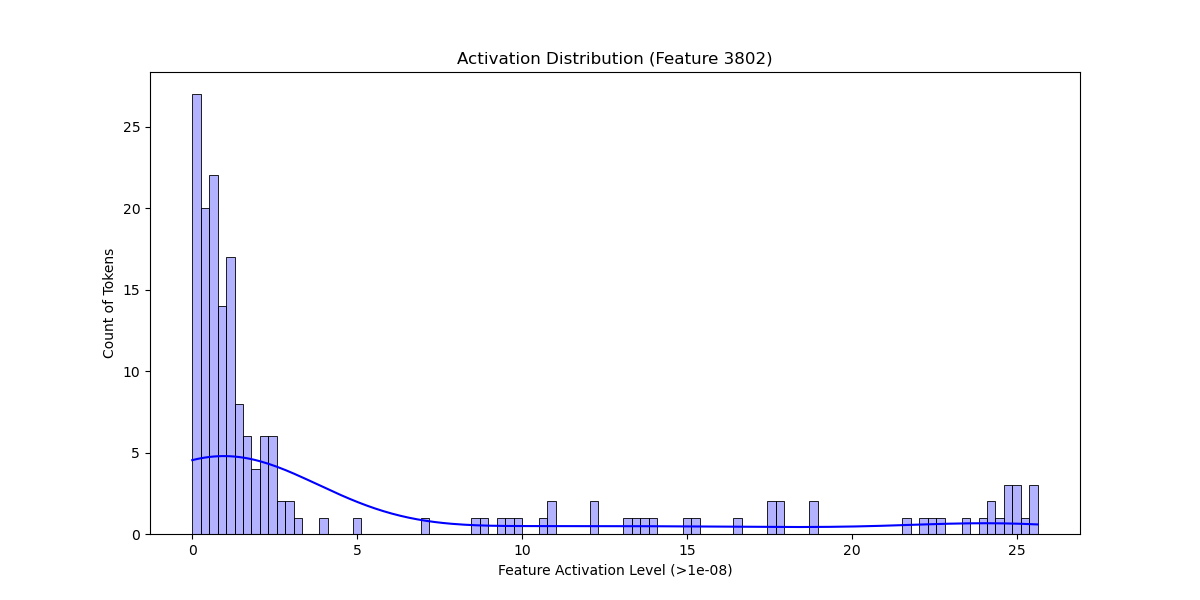 Activation Distribution (Feature 3802)
25
20
15
10
5
0
Count of Tokens
0 5 10 15 20 25
Feature Activation Level (>1e-08)